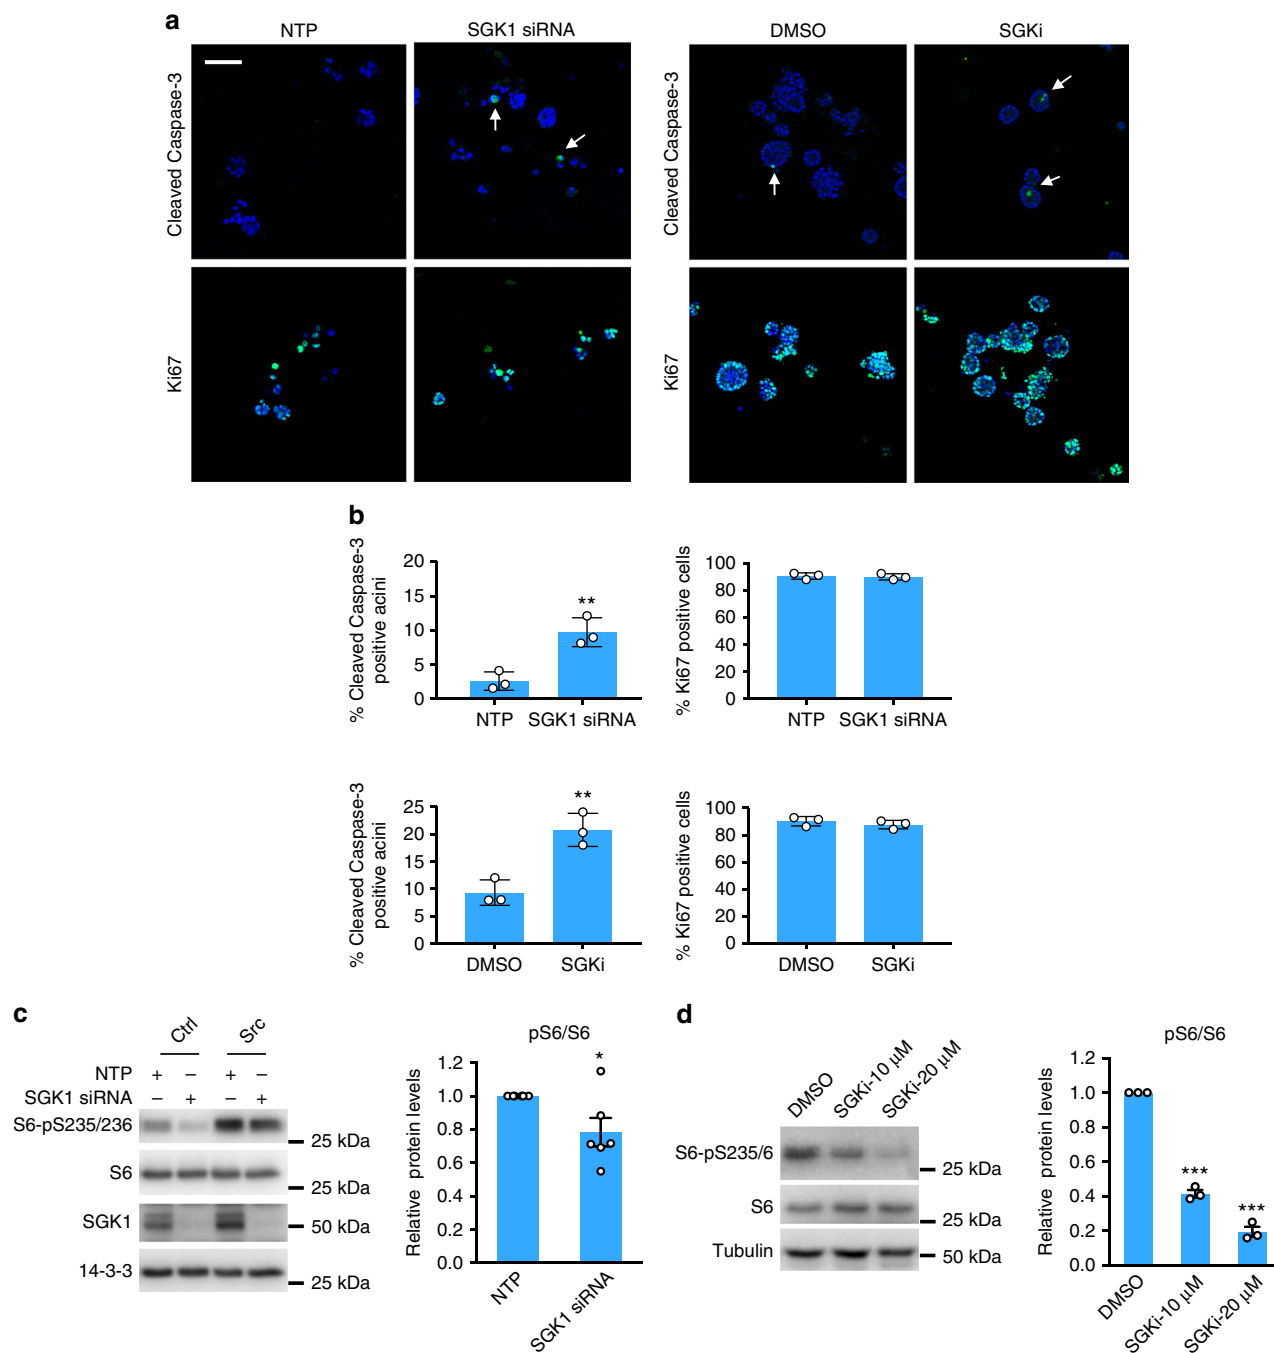 a
NTP
SGK1 siRNA
DMSO
SGKi
Cleaved Caspase-3
Cleaved Caspase-3
Ki67
Ki67
b
% Cleaved Caspase-3
positive acini
20
15
10
5
0
**
NTP
SGK1 siRNA
% Ki67 positive cells
100
80
60
40
20
0
NTP
SGK1 siRNA
% Cleaved Caspase-3
positive acini
25
20
15
10
5
0
**
DMSO
SGKi
% Ki67 positive cells
100
80
60
40
20
0
DMSO
SGKi
c
Ctrl
Src
NTP + – + –
SGK1 siRNA – + – +
S6-pS235/236
25 kDa
S6
25 kDa
SGK1
50 kDa
14-3-3
25 kDa
pS6/S6
Relative protein levels
1.2
1.0
0.8
0.6
0.4
0.2
0.0
*
NTP
SGK1 siRNA
d
DMSO
SGKi-10 μM
SGKi-20 μM
S6-pS235/6
25 kDa
S6
25 kDa
Tubulin
50 kDa
pS6/S6
Relative protein levels
1.2
1.0
0.8
0.6
0.4
0.2
0.0
***
***
DMSO
SGKi-10 μM
SGKi-20 μM